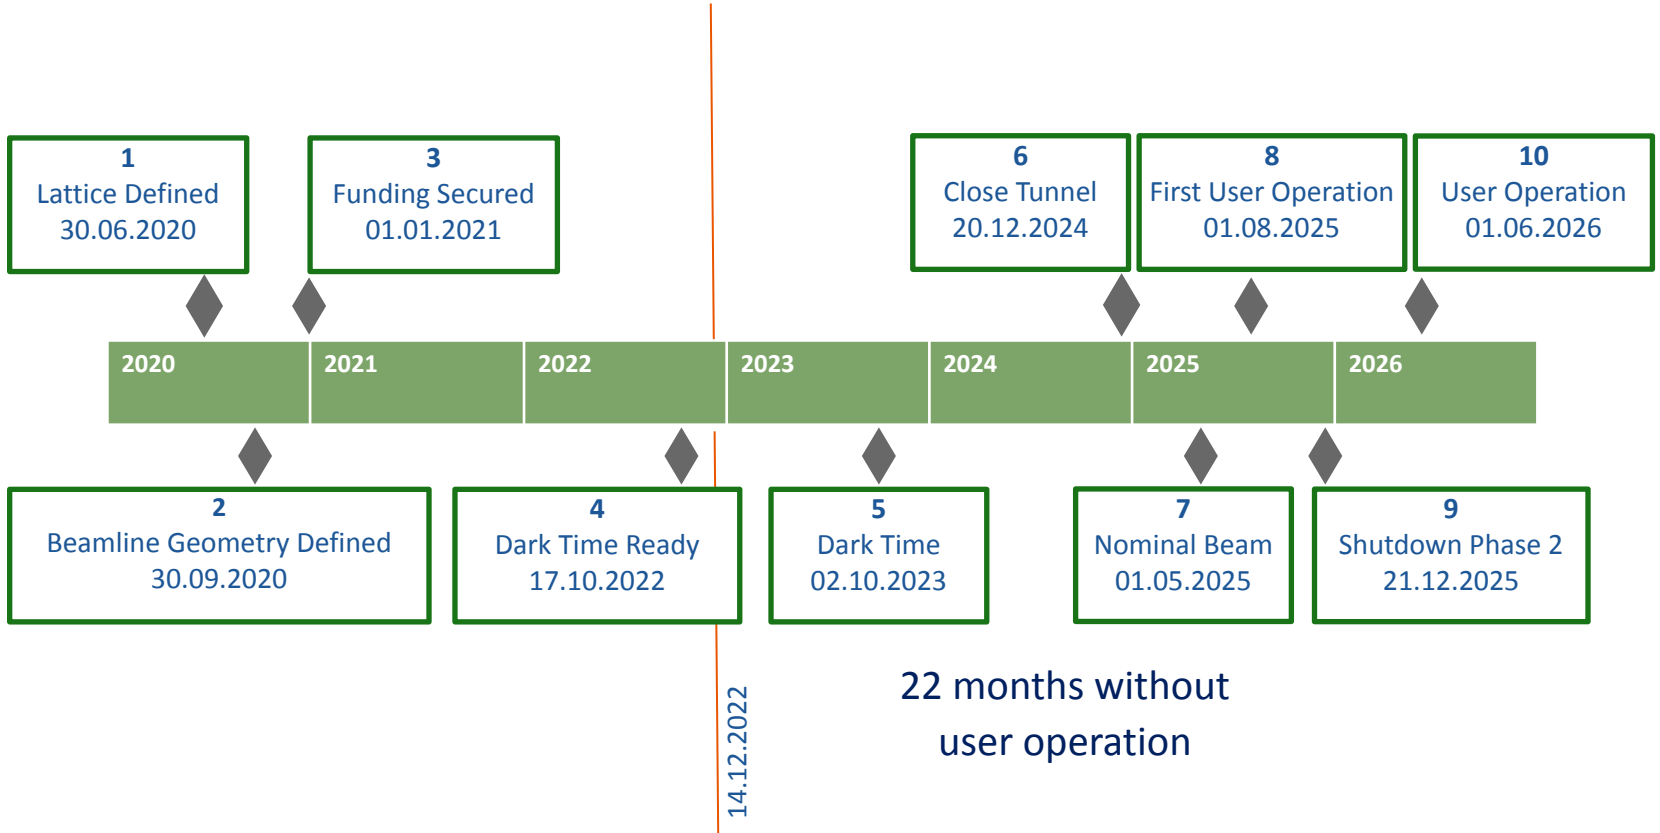 1
Lattice Defined
30.06.2020
3
Funding Secured
01.01.2021
6
Close Tunnel
20.12.2024
8
First User Operation
01.08.2025
10
User Operation
01.06.2026
2020
2021
2022
2023
2024
2025
2026
2
Beamline Geometry Defined
30.09.2020
4
Dark Time Ready
17.10.2022
5
Dark Time
02.10.2023
7
Nominal Beam
01.05.2025
9
Shutdown Phase 2
21.12.2025
14.12.2022
22 months without
user operation